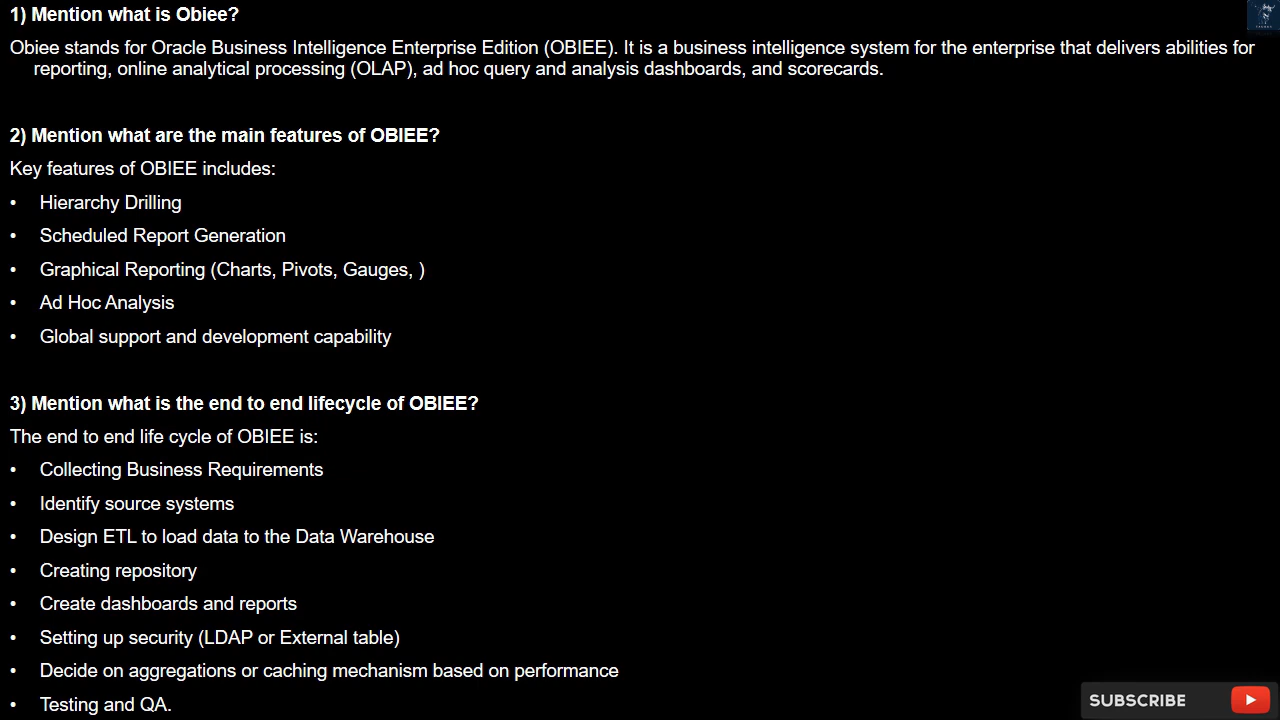 1) Mention what is Obiee?
Obiee stands for Oracle Business Intelligence Enterprise Edition (OBIEE). It is a business intelligence system for the enterprise that delivers abilities for
reporting, online analytical processing (OLAP), ad hoc query and analysis dashboards, and scorecards.
2) Mention what are the main features of OBIEE?
Key features of OBIEE includes:
• Hierarchy Drilling
• Scheduled Report Generation
• Graphical Reporting (Charts, Pivots, Gauges, )
• Ad Hoc Analysis
• Global support and development capability
3) Mention what is the end to end lifecycle of OBIEE?
The end to end life cycle of OBIEE is:
• Collecting Business Requirements
• Identify source systems
• Design ETL to load data to the Data Warehouse
• Creating repository
• Create dashboards and reports
• Setting up security (LDAP or External table)
• Decide on aggregations or caching mechanism based on performance
• Testing and QA.
SUBSCRIBE